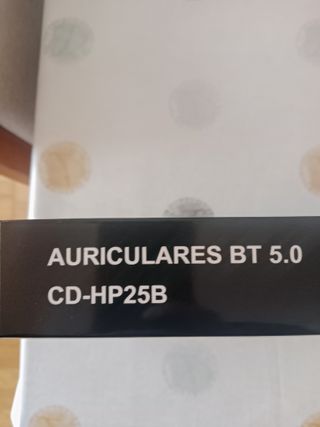 AURICULARES BT 5.0
CD-HP25B